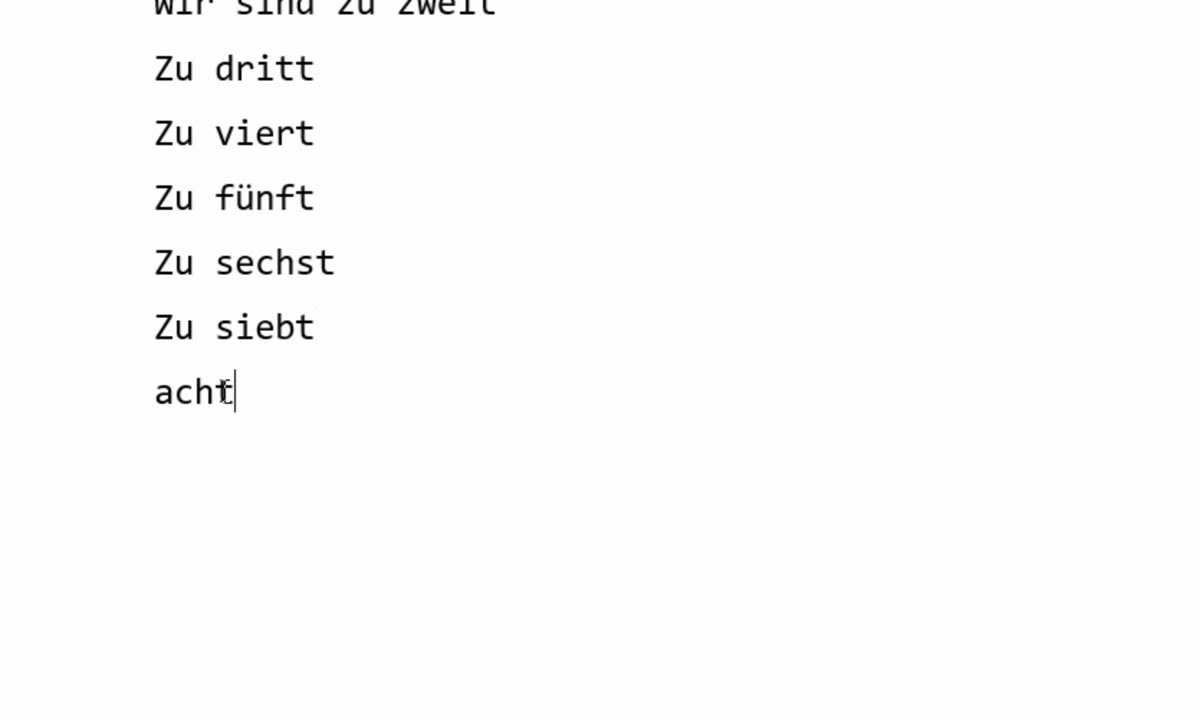 Wir sind zu zweit
Zu dritt
Zu viert
Zu fünft
Zu sechst
Zu siebt
acht